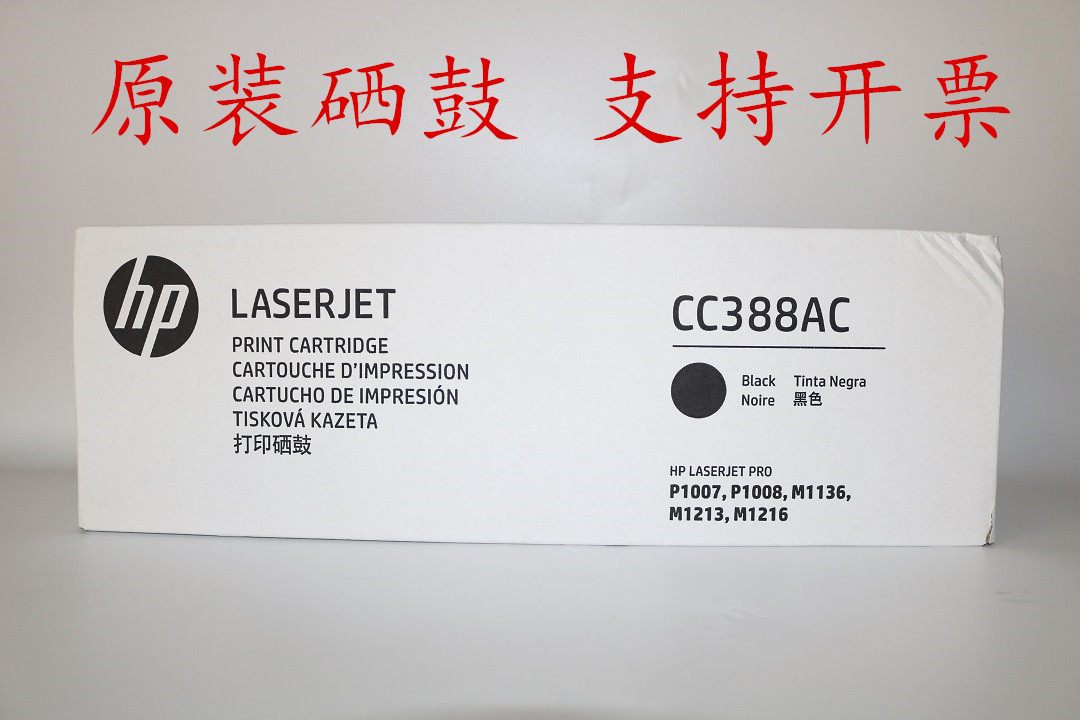 原装硒鼓 支持开票
hp
LASERJET
PRINT CARTRIDGE
CARTOUCHE D'IMPRESSION
CARTUCHO DE IMPRESIÓN
TISKOVÁ KAZETA
打印硒鼓
CC388AC
Black Tinta Negra
Noire 黑色
HP LASERJET PRO
P1007, P1008, M1136,
M1213, M1216